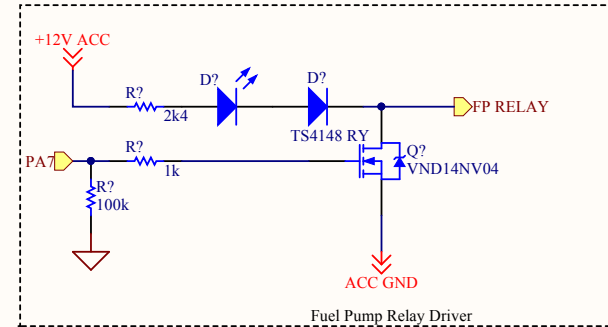 +12V ACC
R?
2k4
D?
D?
TS4148 RY
FP RELAY
PA7
R?
1k
Q?
VND14NV04
R?
100k
ACC GND
Fuel Pump Relay Driver